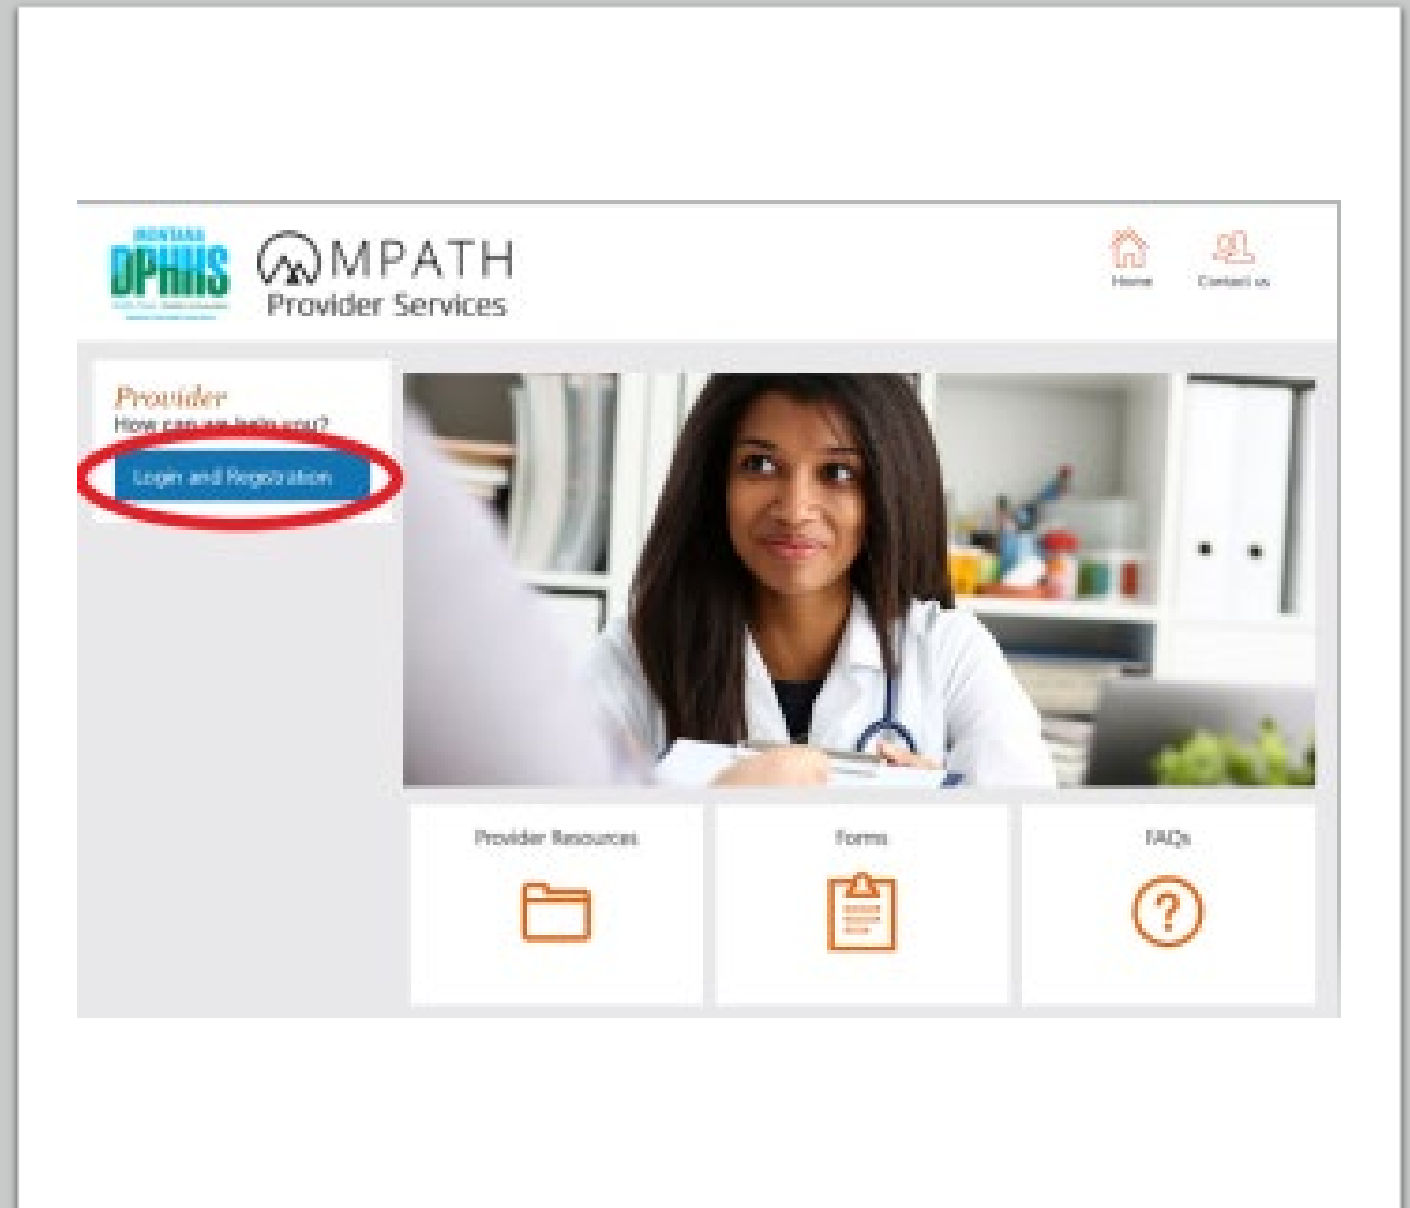 MONTANA
DPHHS
MPATH
Provider Services
Home
Contact us
Provider
How can we help you?
Login and Registration
Provider Resources
Forms
FAQs